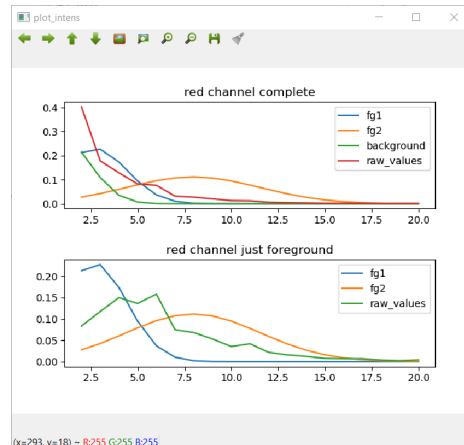 plot_intens
red channel complete
0.4
0.3
0.2
0.1
0.0
fg1
fg2
background
raw_values
2.5 5.0 7.5 10.0 12.5 15.0 17.5 20.0
red channel just foreground
0.20
0.15
0.10
0.05
0.00
fg1
fg2
raw_values
2.5 5.0 7.5 10.0 12.5 15.0 17.5 20.0
(x=293, y=18) ~ R:255 G:255 B:255